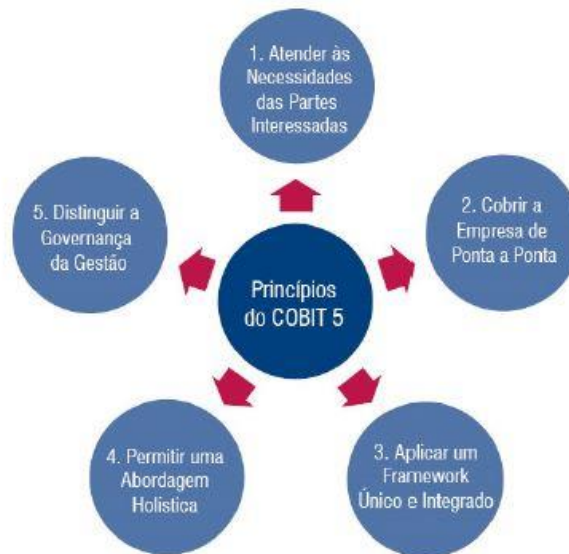 1. Atender às
Necessidades
das Partes
Interessadas
5. Distinguir a
Governança
da Gestão
2. Cobrir a
Empresa de
Ponta a Ponta
Princípios
do COBIT 5
4. Permitir uma
Abordagem
Holística
3. Aplicar um
Framework
Único e Integrado